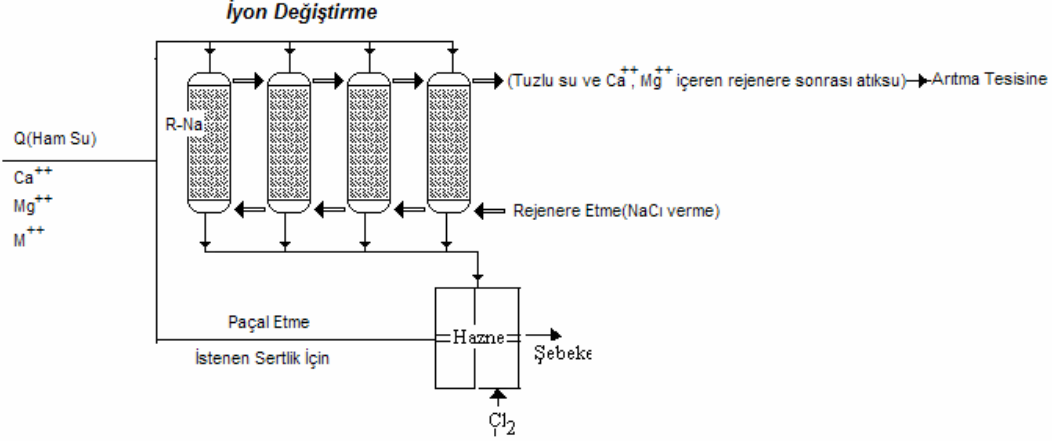 İyon Değiştirme
(Tuzlu su ve Ca++, Mg++ içeren rejenere sonrası atıksu) Arıtma Tesisine
R-Na
Q(Ham Su)
Ca++
Mg++
M++
Rejenere Etme(NaCı verme)
Paçal Etme
İstenen Sertlik İçin
Hazne
Şebeke
Cl2